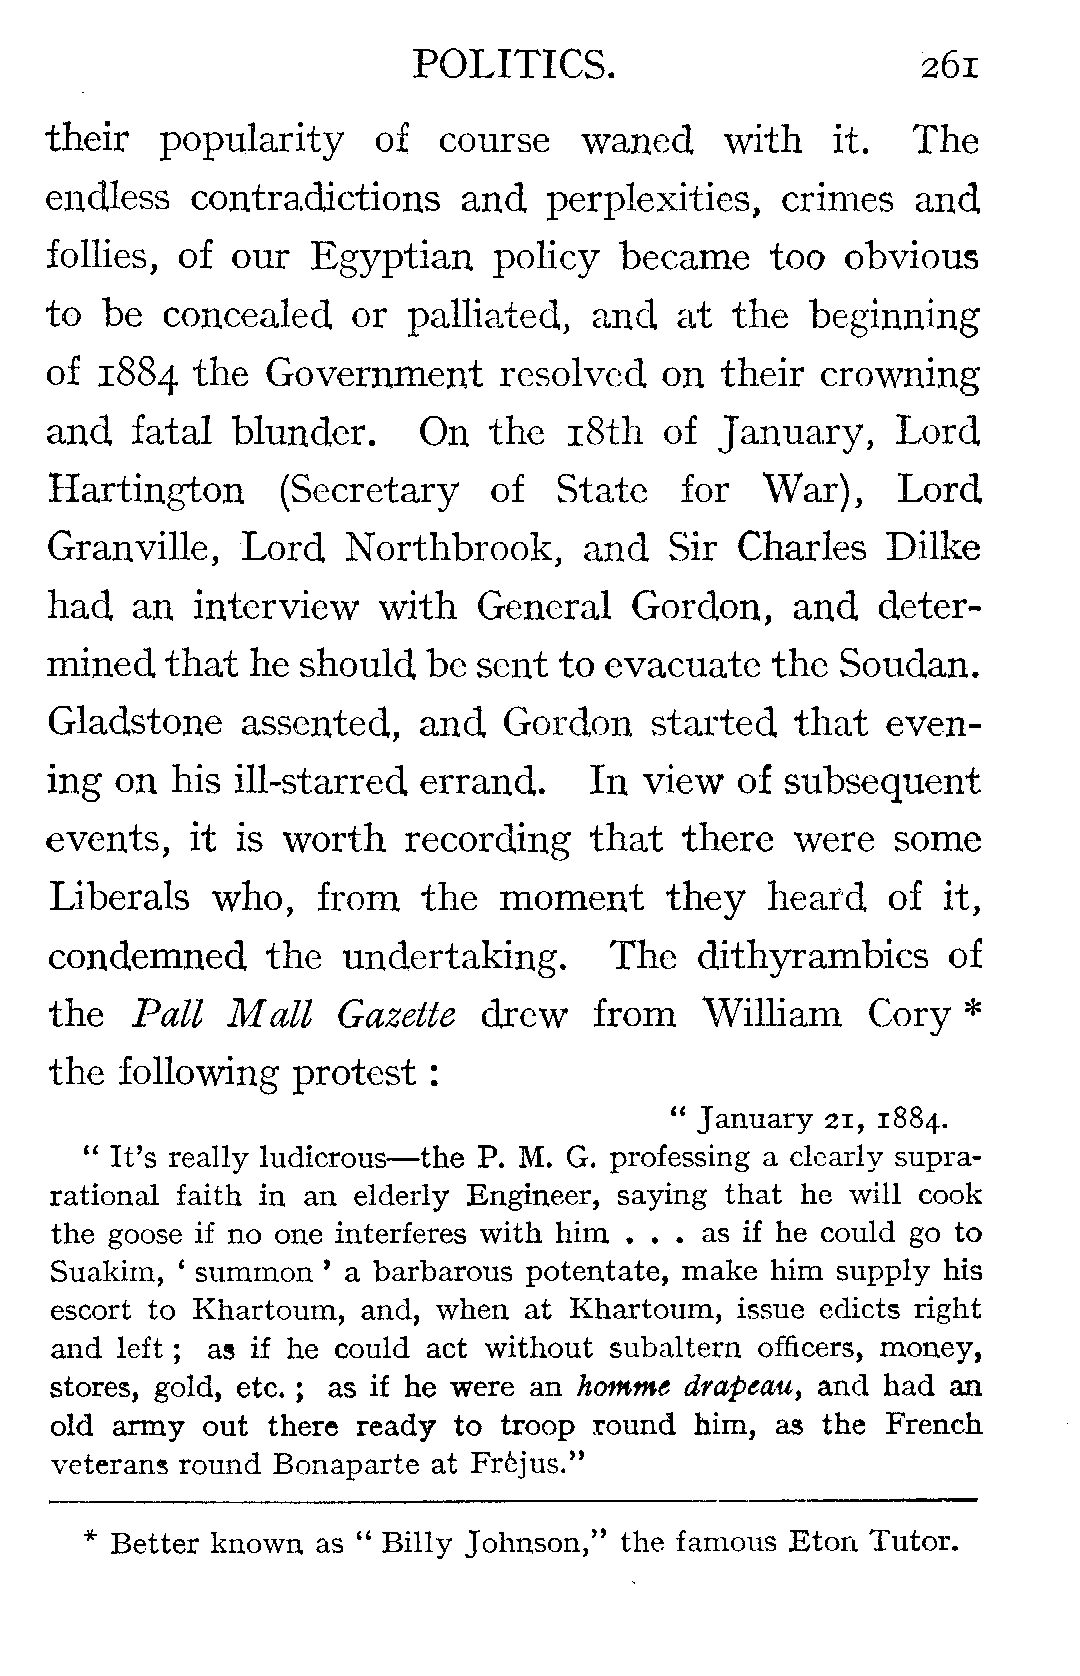 POLITICS. 261
their popularity of course waned with it. The
endless contradictions and perplexities, crimes and
follies, of our Egyptian policy became too obvious
to be concealed or palliated, and at the beginning
of 1884 the Government resolved on their crowning
and fatal blunder. On the 18th of January, Lord
Hartington (Secretary of State for War), Lord
Granville, Lord Northbrook, and Sir Charles Dilke
had an interview with General Gordon, and deter-
mined that he should be sent to evacuate the Soudan.
Gladstone assented, and Gordon started that even-
ing on his ill-starred errand. In view of subsequent
events, it is worth recording that there were some
Liberals who, from the moment they heard of it,
condemned the undertaking. The dithyrambics of
the Pall Mall Gazette drew from William Cory *
the following protest :
“ January 21, 1884.
“ It's really ludicrous—the P. M. G. professing a clearly supra-
rational faith in an elderly Engineer, saying that he will cook
the goose if no one interferes with him . . . as if he could go to
Suakim, ‘ summon ’ a barbarous potentate, make him supply his
escort to Khartoum, and, when at Khartoum, issue edicts right
and left ; as if he could act without subaltern officers, money,
stores, gold, etc. ; as if he were an homme drapeau, and had an
old army out there ready to troop round him, as the French
veterans round Bonaparte at Fréjus.”
* Better known as “ Billy Johnson,” the famous Eton Tutor.